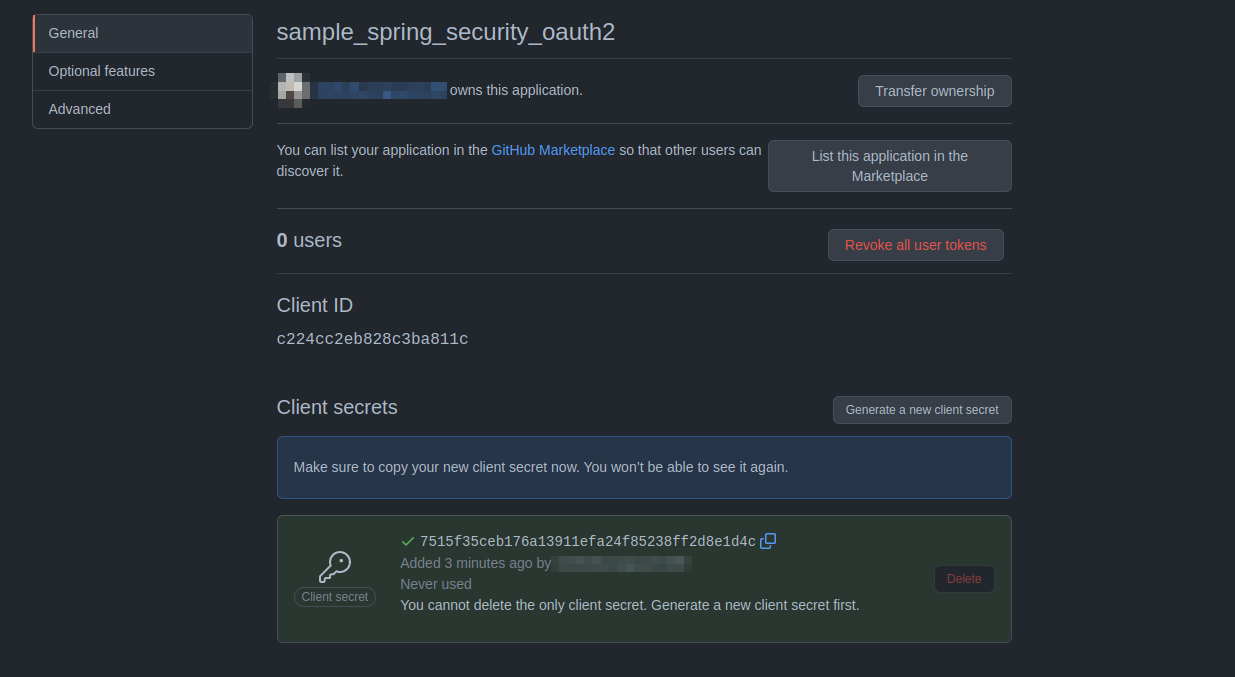 General
Optional features
Advanced
sample_spring_security_oauth2
owns this application.
Transfer ownership
You can list your application in the GitHub Marketplace so that other users can
discover it.
List this application in the
Marketplace
0 users
Revoke all user tokens
Client ID
c224cc2eb828c3ba811c
Client secrets
Generate a new client secret
Make sure to copy your new client secret now. You won't be able to see it again.
7515f35ceb176a13911efa24f85238ff2d8e1d4c
Added 3 minutes ago by
Never used
You cannot delete the only client secret. Generate a new client secret first.
Client secret
Delete